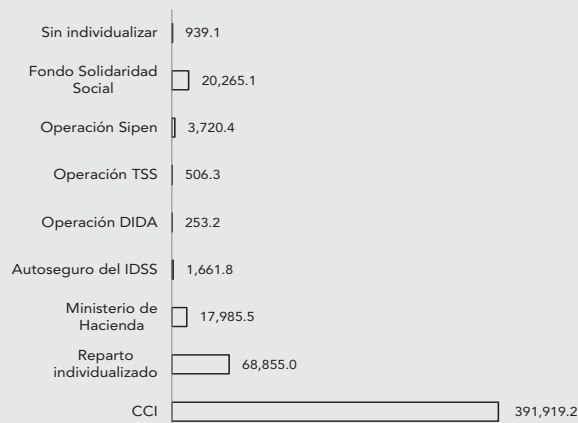 Sin individualizar 939.1
Fondo Solidaridad
Social 20,265.1
Operación Sipen 3,720.4
Operación TSS 506.3
Operación DIDA 253.2
Autoseguro del IDSS 1,661.8
Ministerio de
Hacienda 17,985.5
Reparto
individualizado 68,855.0
CCI 391,919.2